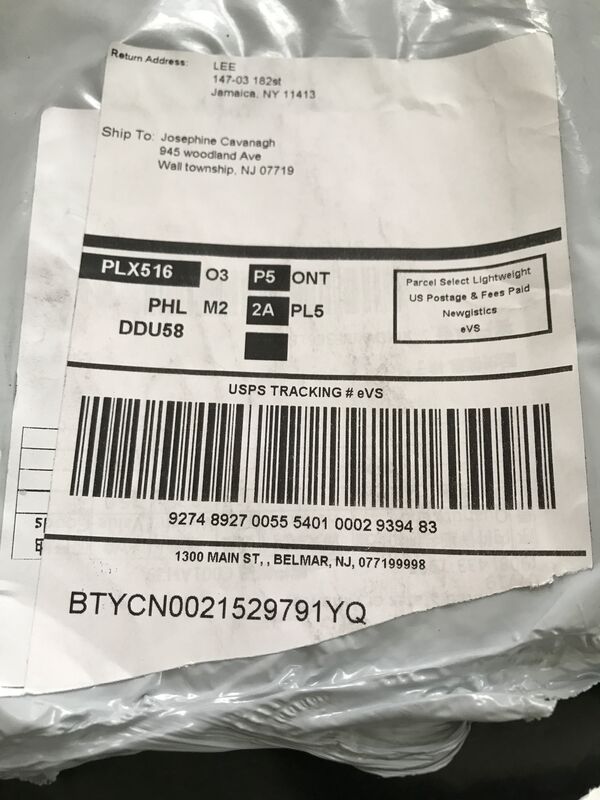 Return Address: LEE
147-03 182st
Jamaica, NY 11413
Ship To: Josephine Cavanagh
945 woodland Ave
Wall township, NJ 07719
PLX516 O3 P5 ONT
PHL M2 2A PL5
DDU58
Parcel Select Lightweight
US Postage & Fees Paid
Newgistics
eVS
USPS TRACKING # eVS
9274 8927 0055 5401 0002 9394 83
1300 MAIN ST, , BELMAR, NJ, 077199998
BTYCN0021529791YQ